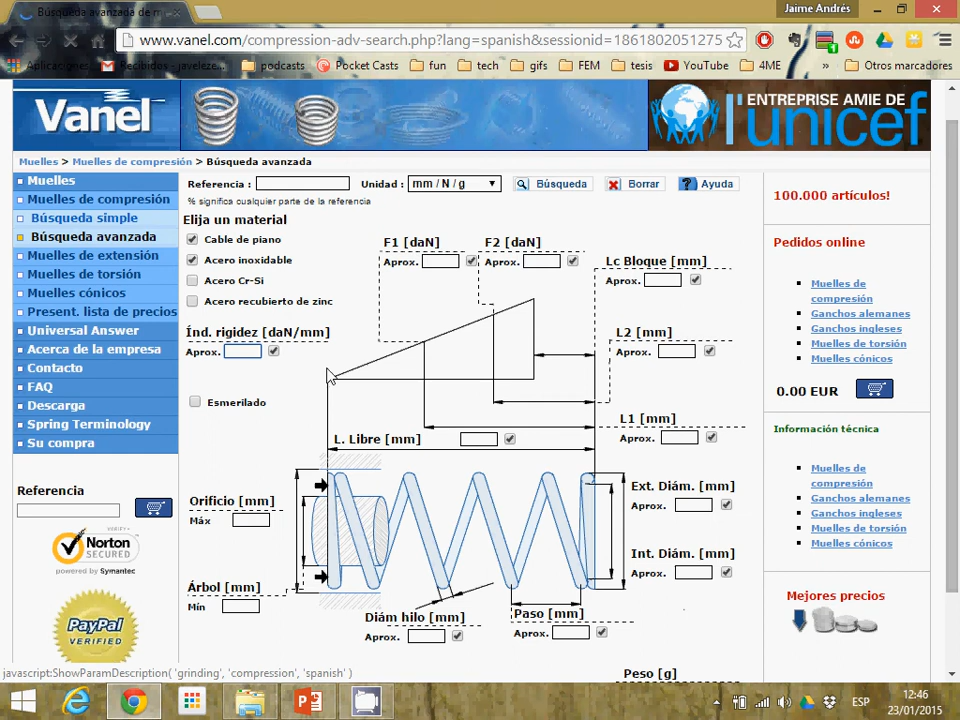 Búsqueda avanzada de m
Jaime Andrés
www.vanel.com/compression-adv-search.php?lang=spanish&sessionid=1861802051275
Aplicaciones
Recibidos - javeleze
podcasts
Pocket Casts
fun
tech
gifs
FEM
tesis
YouTube
4ME
»
Otros marcadores
Vanel
ENTREPRISE AMIE DE
l'unicef
Muelles > Muelles de compresión > Búsqueda avanzada
Muelles
Muelles de compresión
Búsqueda simple
Búsqueda avanzada
Muelles de extensión
Muelles de torsión
Muelles cónicos
Present. lista de precios
Universal Answer
Acerca de la empresa
Contacto
FAQ
Descarga
Spring Terminology
Su compra
Referencia
VERIFY
Norton
SECURED
powered by Symantec
PayPal
VERIFIED
Referencia :
Unidad :
mm / N / g
Búsqueda
Borrar
Ayuda
% significa cualquier parte de la referencia
Elija un material
Cable de piano
Acero inoxidable
Acero Cr-Si
Acero recubierto de zinc
Índ. rigidez [daN/mm]
Aprox.
Esmerilado
F1 [daN]
Aprox.
F2 [daN]
Aprox.
Lc Bloque [mm]
Aprox.
L2 [mm]
Aprox.
L1 [mm]
Aprox.
L. Libre [mm]
Orificio [mm]
Máx
Árbol [mm]
Mín
Ext. Diám. [mm]
Aprox.
Int. Diám. [mm]
Aprox.
Diám hilo [mm]
Aprox.
Paso [mm]
Aprox.
Peso [g]
100.000 artículos!
Pedidos online
Muelles de
compresión
Ganchos alemanes
Ganchos ingleses
Muelles de torsión
Muelles cónicos
0.00 EUR
Información técnica
Muelles de
compresión
Ganchos alemanes
Ganchos ingleses
Muelles de torsión
Muelles cónicos
Mejores precios
javascript:ShowParamDescription( 'grinding', 'compression', 'spanish' )
ESP
12:46
23/01/2015